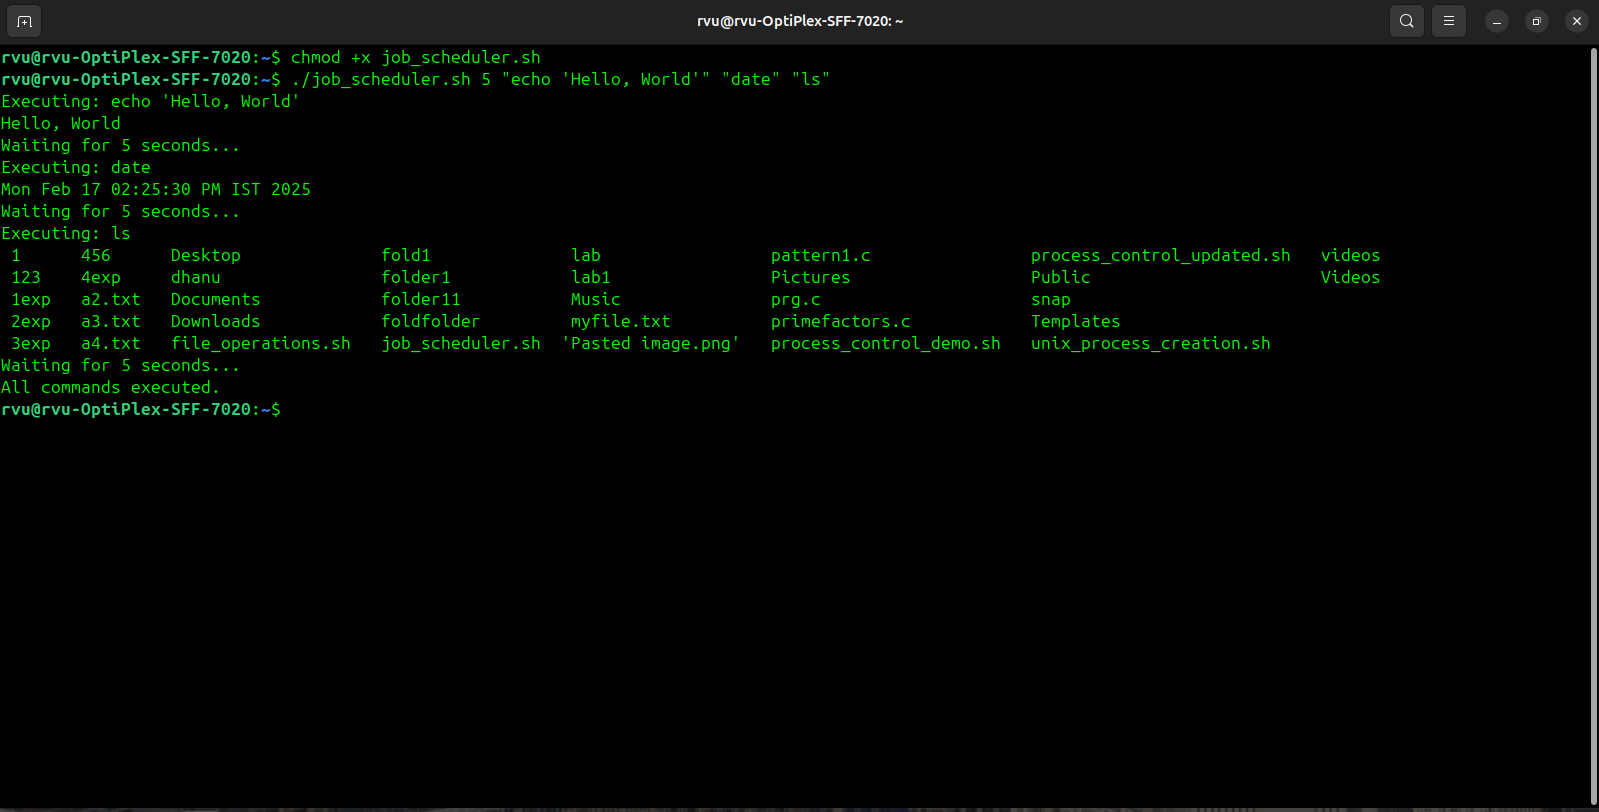 rvu@rvu-OptiPlex-SFF-7020: ~
rvu@rvu-OptiPlex-SFF-7020:~$ chmod +x job_scheduler.sh
rvu@rvu-OptiPlex-SFF-7020:~$ ./job_scheduler.sh 5 "echo 'Hello, World'" "date" "ls"
Executing: echo 'Hello, World'
Hello, World
Waiting for 5 seconds...
Executing: date
Mon Feb 17 02:25:30 PM IST 2025
Waiting for 5 seconds...
Executing: ls
1      456     Desktop              fold1              lab                 pattern1.c                process_control_updated.sh   videos
123    4exp    dhanu                folder1            lab1                Pictures                  Public                       Videos
1exp   a2.txt  Documents            folder11           Music               prg.c                     snap
2exp   a3.txt  Downloads            foldfolder         myfile.txt          primefactors.c            Templates
3exp   a4.txt  file_operations.sh   job_scheduler.sh  'Pasted image.png'   process_control_demo.sh   unix_process_creation.sh
Waiting for 5 seconds...
All commands executed.
rvu@rvu-OptiPlex-SFF-7020:~$